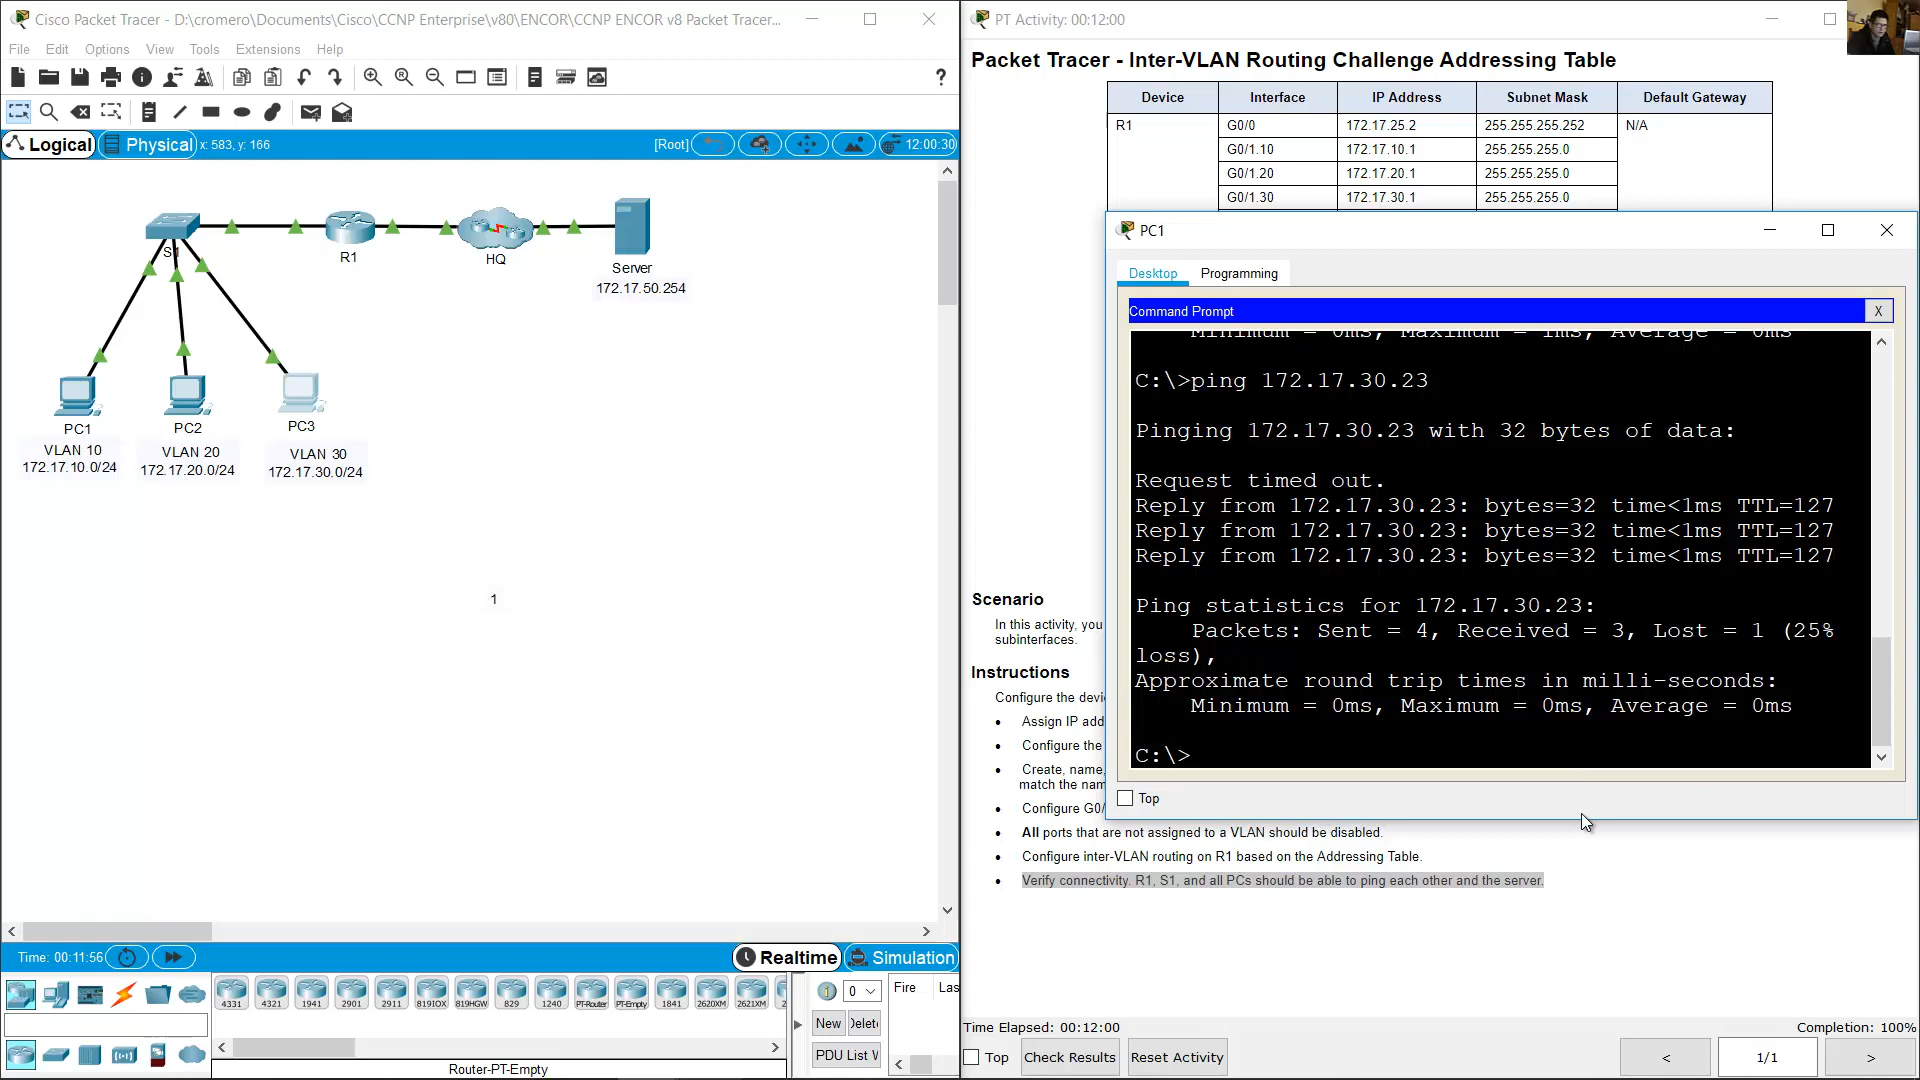 Cisco Packet Tracer - D:\cromero\Documents\Cisco\CCNP Enterprise\v80\ENCOR\CCNP ENCOR v8 Packet Tracer...
File Edit Options View Tools Extensions Help
?
Logical Physical x: 583, y: 166 [Root] 12:00:30
S1
R1
HQ
Server
172.17.50.254
PC1
VLAN 10
172.17.10.0/24
PC2
VLAN 20
172.17.20.0/24
PC3
VLAN 30
172.17.30.0/24
1
Time: 00:11:56 Realtime Simulation
4331 4321 1941 2901 2911 819IOX 819HGW 829 1240 PT-Router PT-Empty 1841 2620XM 2621XM
Router-PT-Empty
0
New
PDU List W
Fire Las
PT Activity: 00:12:00
Packet Tracer - Inter-VLAN Routing Challenge Addressing Table
Device Interface IP Address Subnet Mask Default Gateway
R1 G0/0 172.17.25.2 255.255.255.252 N/A
G0/1.10 172.17.10.1 255.255.255.0
G0/1.20 172.17.20.1 255.255.255.0
G0/1.30 172.17.30.1 255.255.255.0
PC1
Desktop Programming
Command Prompt X
Minimum = 0ms, Maximum = 1ms, Average = 0ms
C:\>ping 172.17.30.23
Pinging 172.17.30.23 with 32 bytes of data:
Request timed out.
Reply from 172.17.30.23: bytes=32 time<1ms TTL=127
Reply from 172.17.30.23: bytes=32 time<1ms TTL=127
Reply from 172.17.30.23: bytes=32 time<1ms TTL=127
Ping statistics for 172.17.30.23:
Packets: Sent = 4, Received = 3, Lost = 1 (25%
loss),
Approximate round trip times in milli-seconds:
Minimum = 0ms, Maximum = 0ms, Average = 0ms
C:\>
Top
Scenario
In this activity, you
subinterfaces.
Instructions
Configure the devi
• Assign IP add
• Configure the
• Create, name,
match the nam
• Configure G0/
• All ports that are not assigned to a VLAN should be disabled.
• Configure inter-VLAN routing on R1 based on the Addressing Table.
• Verify connectivity. R1, S1, and all PCs should be able to ping each other and the server.
Time Elapsed: 00:12:00 Completion: 100%
Top Check Results Reset Activity < 1/1 >